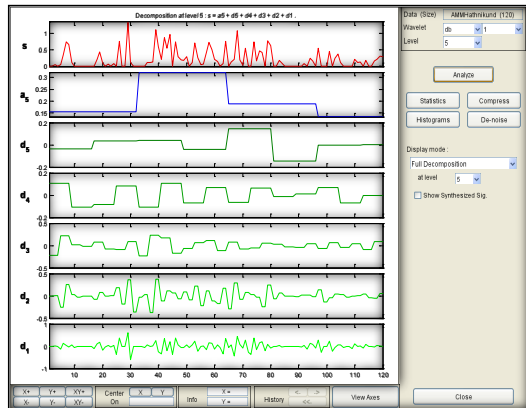 Decomposition at level 5 : s = a5 + d5 + d4 + d3 + d2 + d1 .
s
1
0.5
0
a5
0.3
0.25
0.2
0.15
d5
0.2
0
-0.2
d4
0.2
0
-0.2
d3
0.5
0
-0.5
d2
0.5
0
-0.5
d1
1
0
-1
10 20 30 40 50 60 70 80 90 100 110 120
Data (Size) AMMHathnikund (120)
Wavelet db 1
Level 5
Analyze
Statistics Compress
Histograms De-noise
Display mode :
Full Decomposition
at level 5
Show Synthesized Sig.
X+ Y+ XY+
X- Y- XY-
Center On X Y
Info X = Y =
History <- -> <<-
View Axes
Close